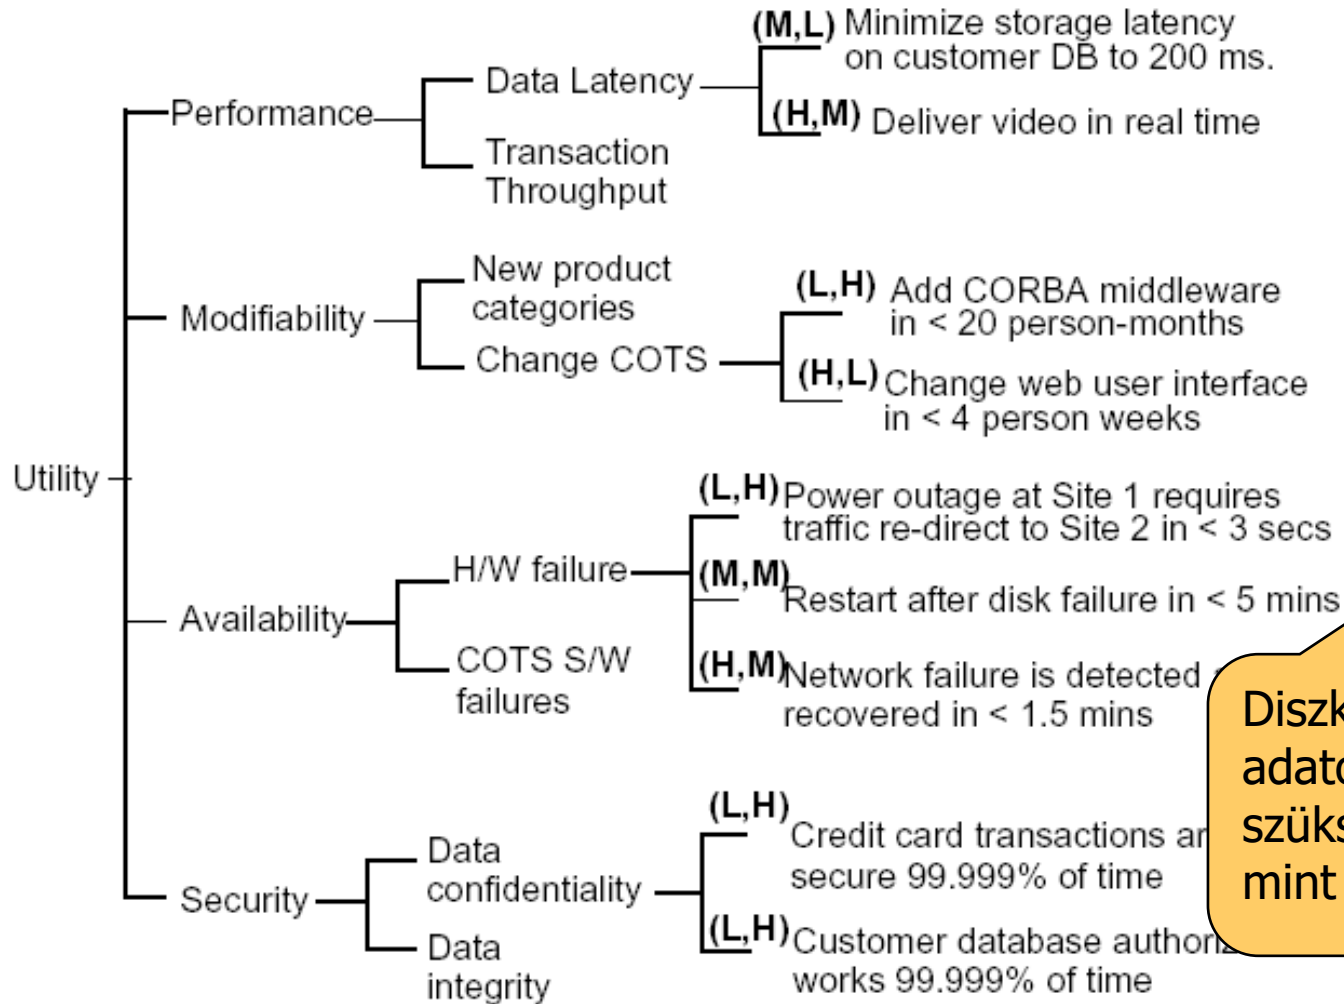 Utility
Performance
Data Latency
(M,L) Minimize storage latency
on customer DB to 200 ms.
(H,M) Deliver video in real time
Transaction
Throughput
Modifiability
New product
categories
Change COTS
(L,H) Add CORBA middleware
in < 20 person-months
(H,L) Change web user interface
in < 4 person weeks
Availability
H/W failure
(L,H) Power outage at Site 1 requires
traffic re-direct to Site 2 in < 3 secs
(M,M) Restart after disk failure in < 5 mins
(H,M) Network failure is detected
recovered in < 1.5 mins
COTS S/W
failures
Security
Data
confidentiality
(L,H) Credit card transactions
secure 99.999% of time
(L,H) Customer database
works 99.999% of time
Data
integrity
mint